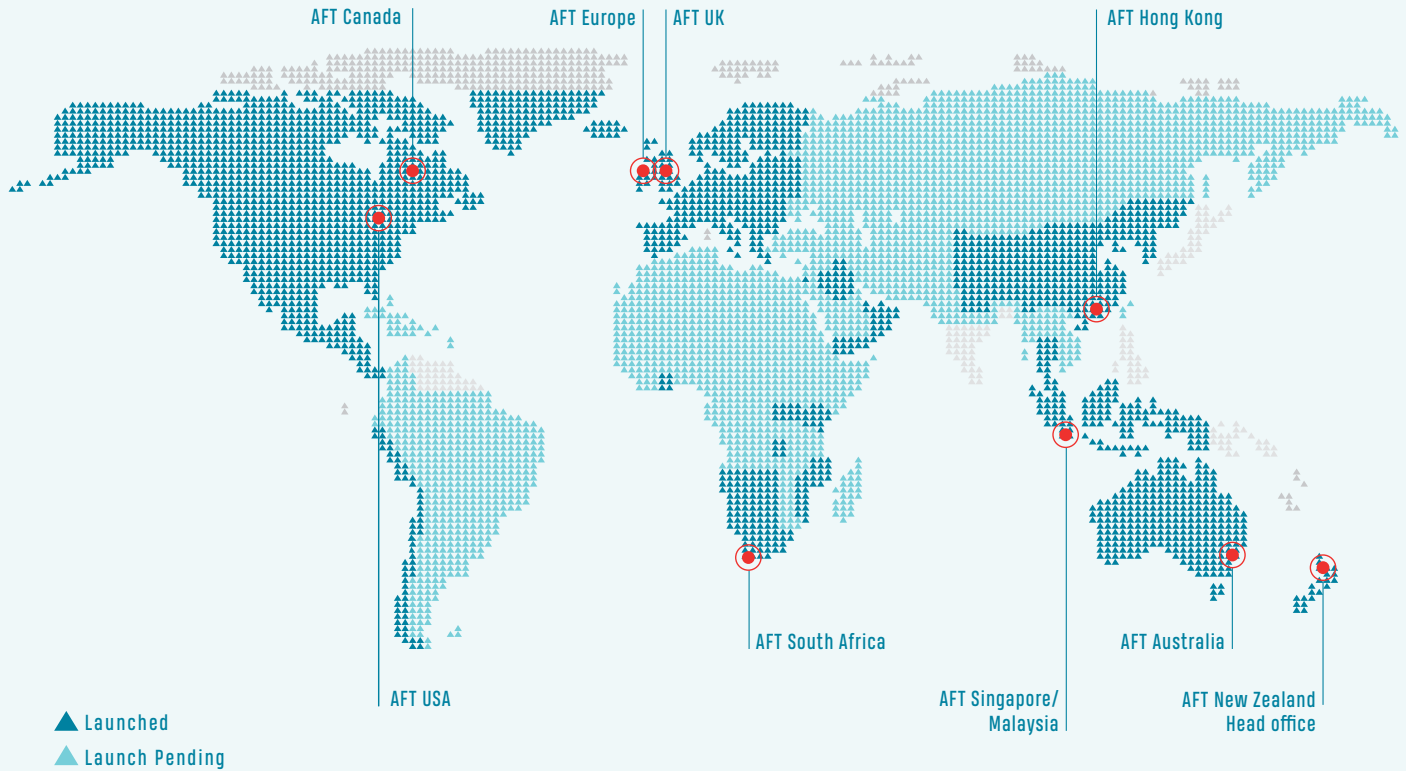 AFT Canada
AFT Europe
AFT UK
AFT Hong Kong
AFT South Africa
AFT Australia
AFT USA
AFT Singapore/
Malaysia
AFT New Zealand
Head office
Launched
Launch Pending